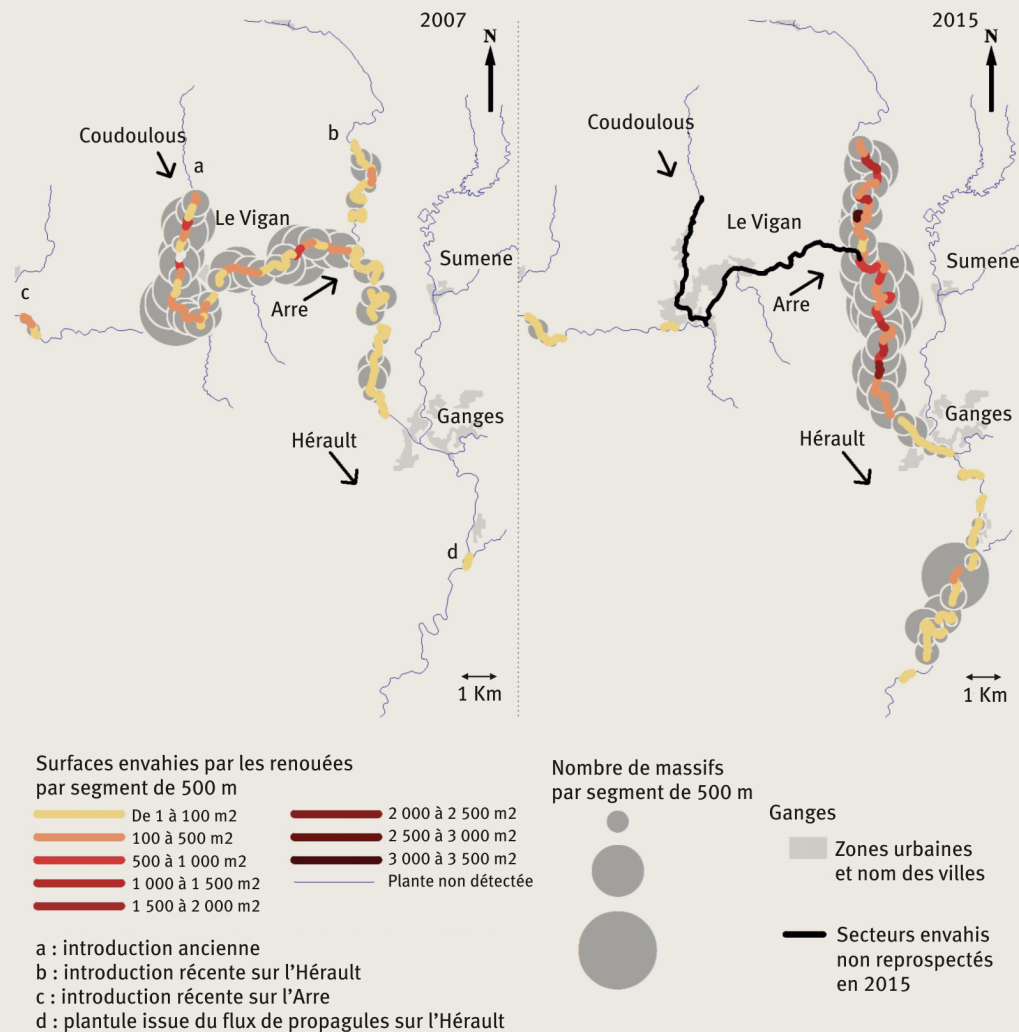 2007
N
Coudoulous
a
b
Le Vigan
Sumene
c
Arre
Ganges
Hérault
d
1 Km
2015
N
Coudoulous
Le Vigan
Sumene
Arre
Ganges
Hérault
1 Km
Surfaces envahies par les renouées
par segment de 500 m
De 1 à 100 m2
100 à 500 m2
500 à 1 000 m2
1 000 à 1 500 m2
1 500 à 2 000 m2
2 000 à 2 500 m2
2 500 à 3 000 m2
3 000 à 3 500 m2
Plante non détectée
Nombre de massifs
par segment de 500 m
Ganges
Zones urbaines
et nom des villes
Secteurs envahis
non reprospectés
en 2015
a : introduction ancienne
b : introduction récente sur l'Hérault
c : introduction récente sur l'Arre
d : plantule issue du flux de propagules sur l'Hérault